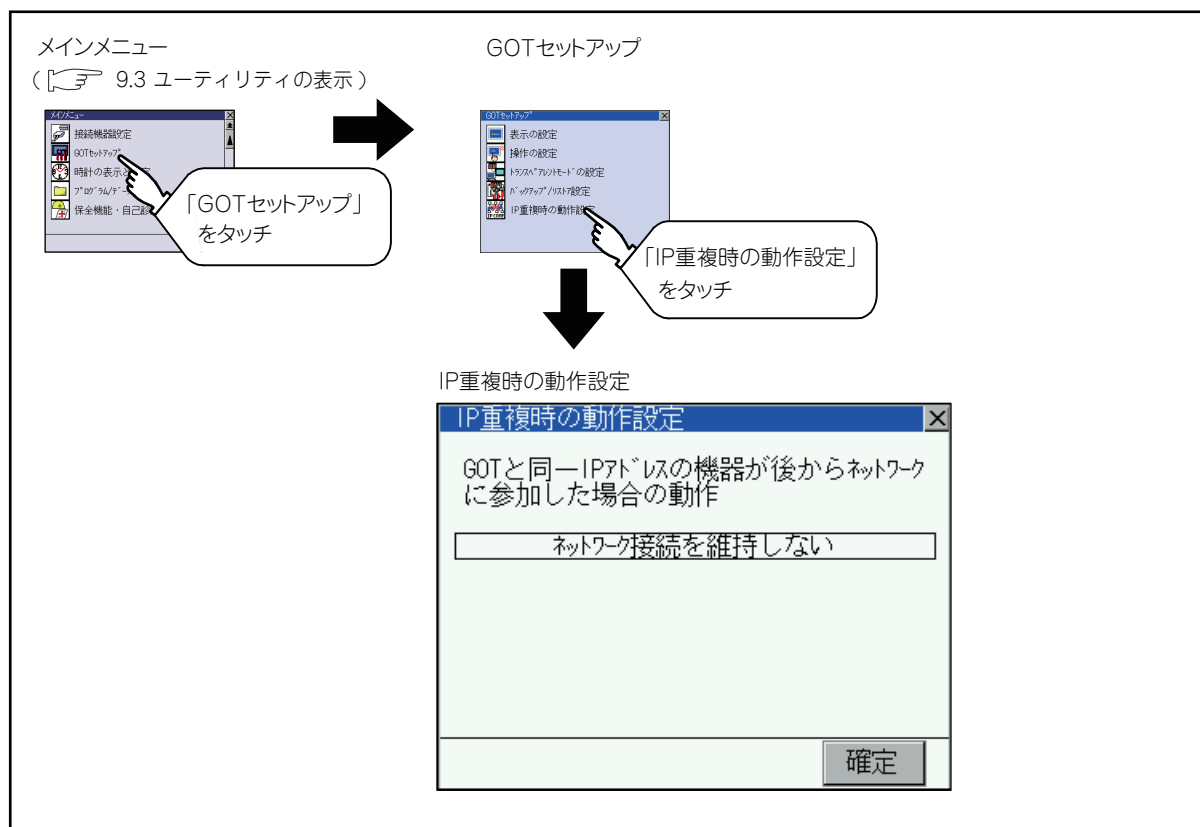 メインメニュー
( 9.3 ユーティリティの表示 )
メインメニュー
接続機器設定
GOTセットアップ
時計の表示と
プログラム/デー
保全機能・自己診
「GOTセットアップ」
をタッチ
GOTセットアップ
GOTセットアップ
表示の設定
操作の設定
トランスペアレントモードの設定
バックアップ/リストア設定
IP重複時の動作設定
「IP重複時の動作設定」
をタッチ
IP重複時の動作設定
IP重複時の動作設定
GOTと同一IPアドレスの機器が後からネットワーク
に参加した場合の動作
ネットワーク接続を維持しない
確定